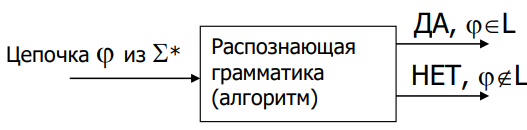 Цепочка φ из Σ*
Распознающая
грамматика
(алгоритм)
ДА, φ∈L
НЕТ, φ∉L